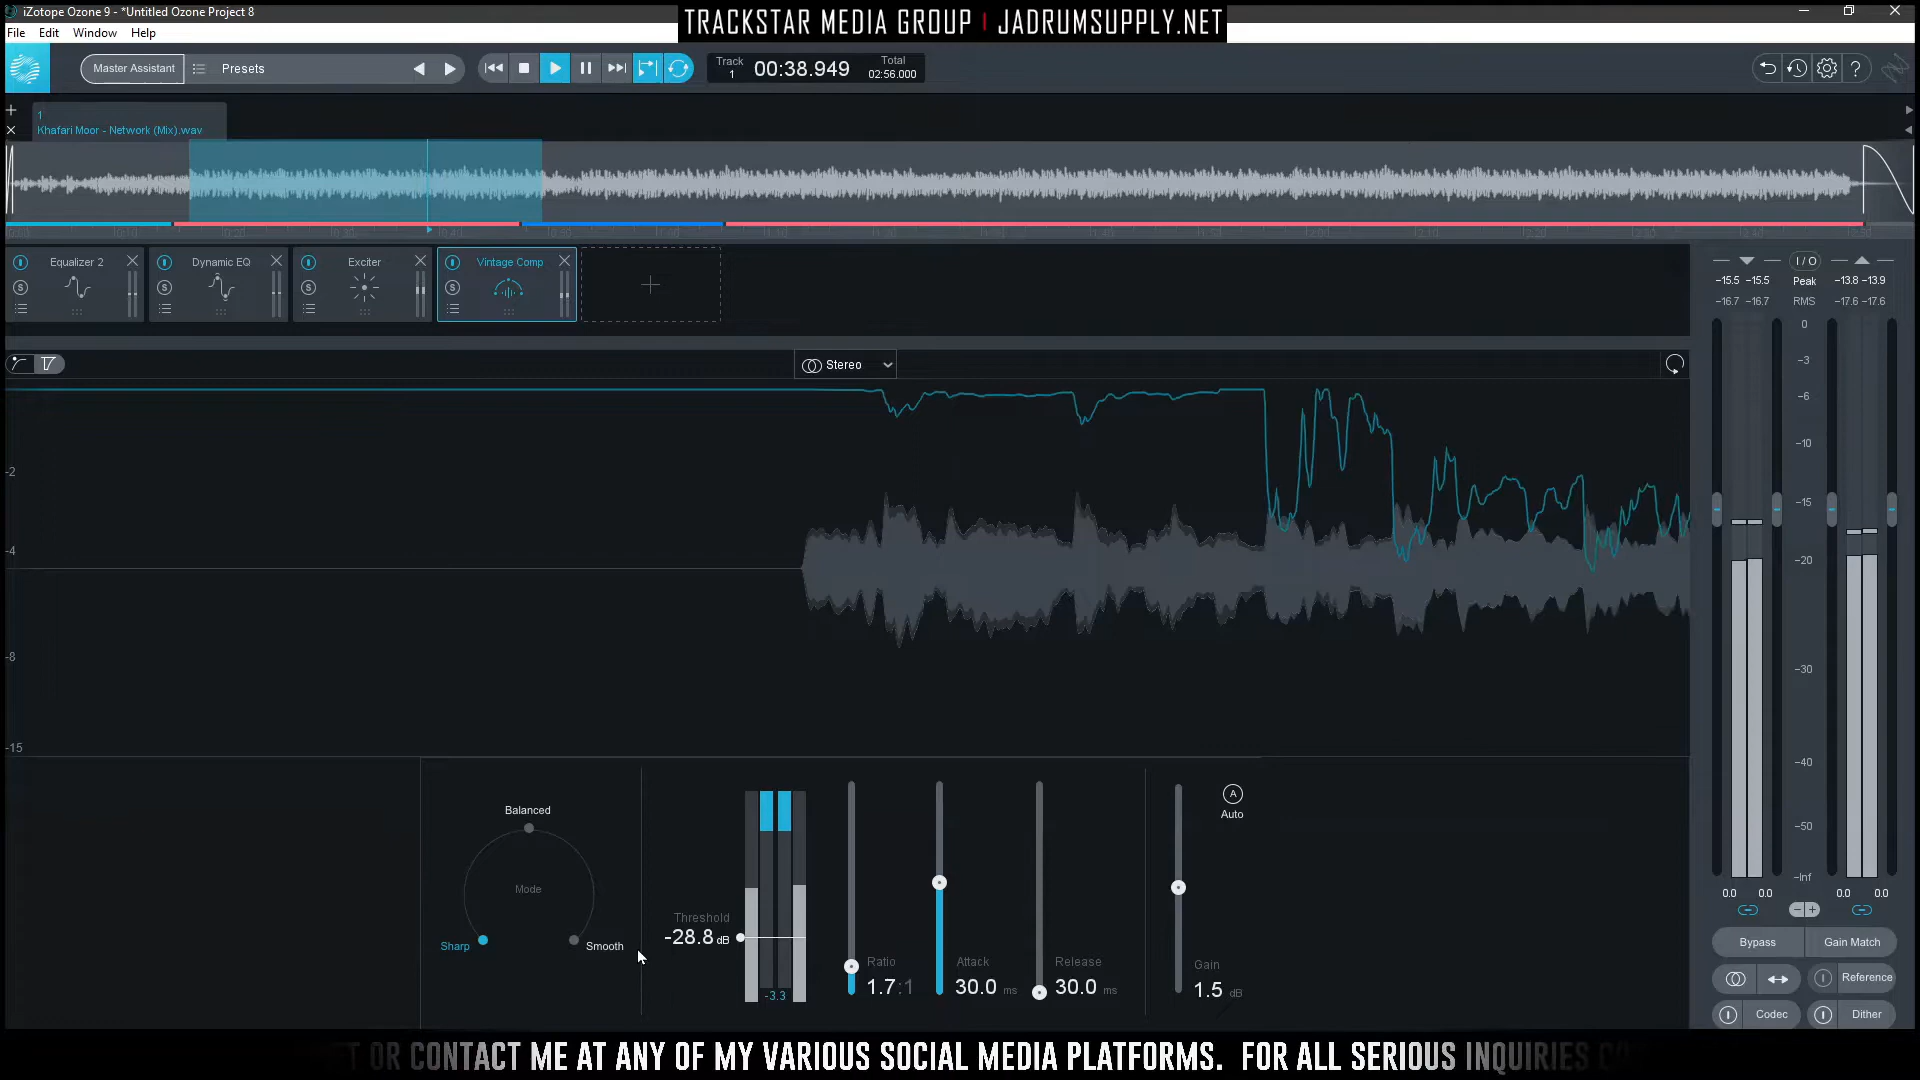 iZotope Ozone 9 - *Untitled Ozone Project 8
TRACKSTAR MEDIA GROUP | JADRUMSUPPLY.NET
File Edit Window Help
Master Assistant Presets Track 1 00:38.949 Total 02:56.000 ?
1
Khafari Moor - Network (Mix).wav
Equalizer 2 Dynamic EQ Exciter Vintage Comp
S S S S
I / O
-15.5 -15.5 Peak -13.8 -13.9
-16.7 -16.7 RMS -17.6 -17.6
0
-3
-6
-10
-15
-20
-30
-40
-50
-Inf
0.0 0.0 0.0 0.0
Stereo
-2
-4
-8
-15
Balanced
Mode
Sharp Smooth
Threshold
-28.8 dB
-3.3
Ratio
1.7:1
Attack
30.0 ms
Release
30.0 ms
Gain
1.5 dB
A
Auto
Bypass Gain Match
Reference
Codec Dither
OR CONTACT ME AT ANY OF MY VARIOUS SOCIAL MEDIA PLATFORMS. FOR ALL SERIOUS INQUIRIES